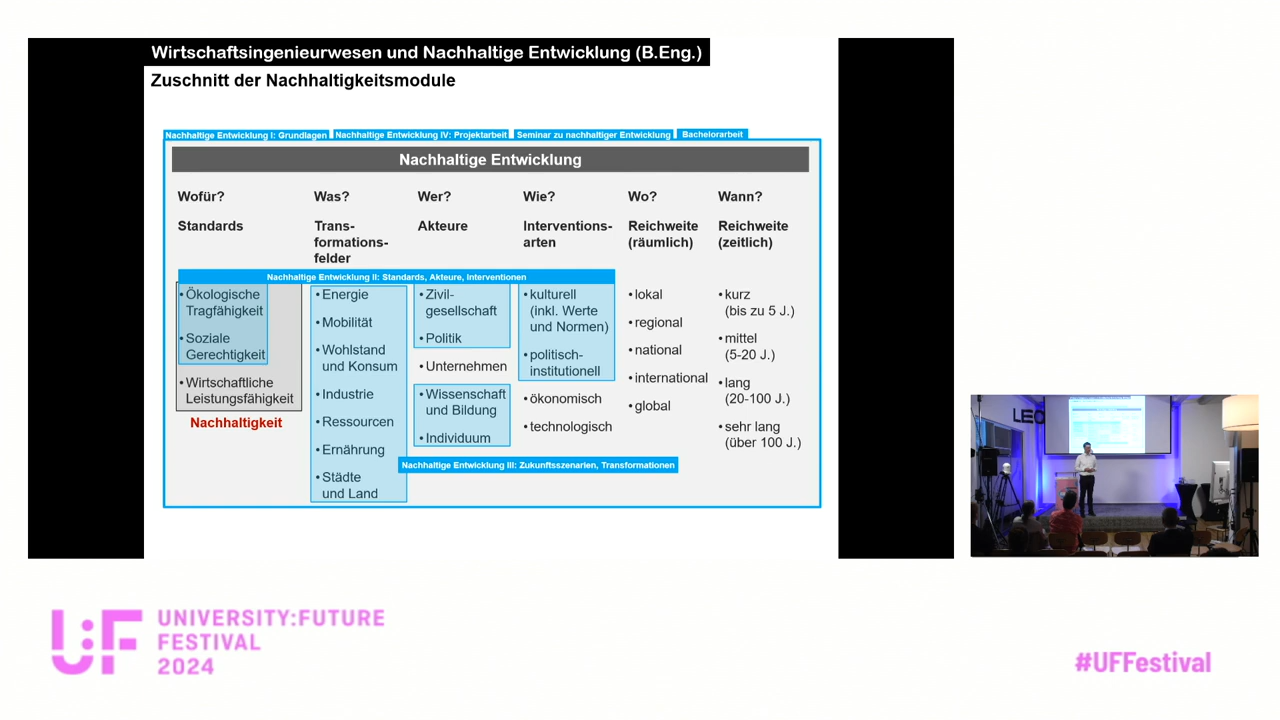 Wirtschaftsingenieurwesen und Nachhaltige Entwicklung (B.Eng.)
Zuschnitt der Nachhaltigkeitsmodule
Nachhaltige Entwicklung I: Grundlagen
Nachhaltige Entwicklung IV: Projektarbeit
Seminar zu nachhaltiger Entwicklung
Bachelorarbeit
Nachhaltige Entwicklung
Wofür?
Standards
Was?
Trans-
formations-
felder
Wer?
Akteure
Wie?
Interventions-
arten
Wo?
Reichweite
(räumlich)
Wann?
Reichweite
(zeitlich)
Nachhaltige Entwicklung II: Standards, Akteure, Interventionen
• Ökologische
Tragfähigkeit
• Soziale
Gerechtigkeit
• Wirtschaftliche
Leistungsfähigkeit
Nachhaltigkeit
• Energie
• Mobilität
• Wohlstand
und Konsum
• Industrie
• Ressourcen
• Ernährung
• Städte
und Land
• Zivil-
gesellschaft
• Politik
• Unternehmen
• Wissenschaft
und Bildung
• Individuum
• kulturell
(inkl. Werte
und Normen)
• politisch-
institutionell
• ökonomisch
• technologisch
• lokal
• regional
• national
• international
• global
• kurz
(bis zu 5 J.)
• mittel
(5-20 J.)
• lang
(20-100 J.)
• sehr lang
(über 100 J.)
Nachhaltige Entwicklung III: Zukunftsszenarien, Transformationen
LEO
U:F
UNIVERSITY:FUTURE
FESTIVAL
2024
#UFFestival